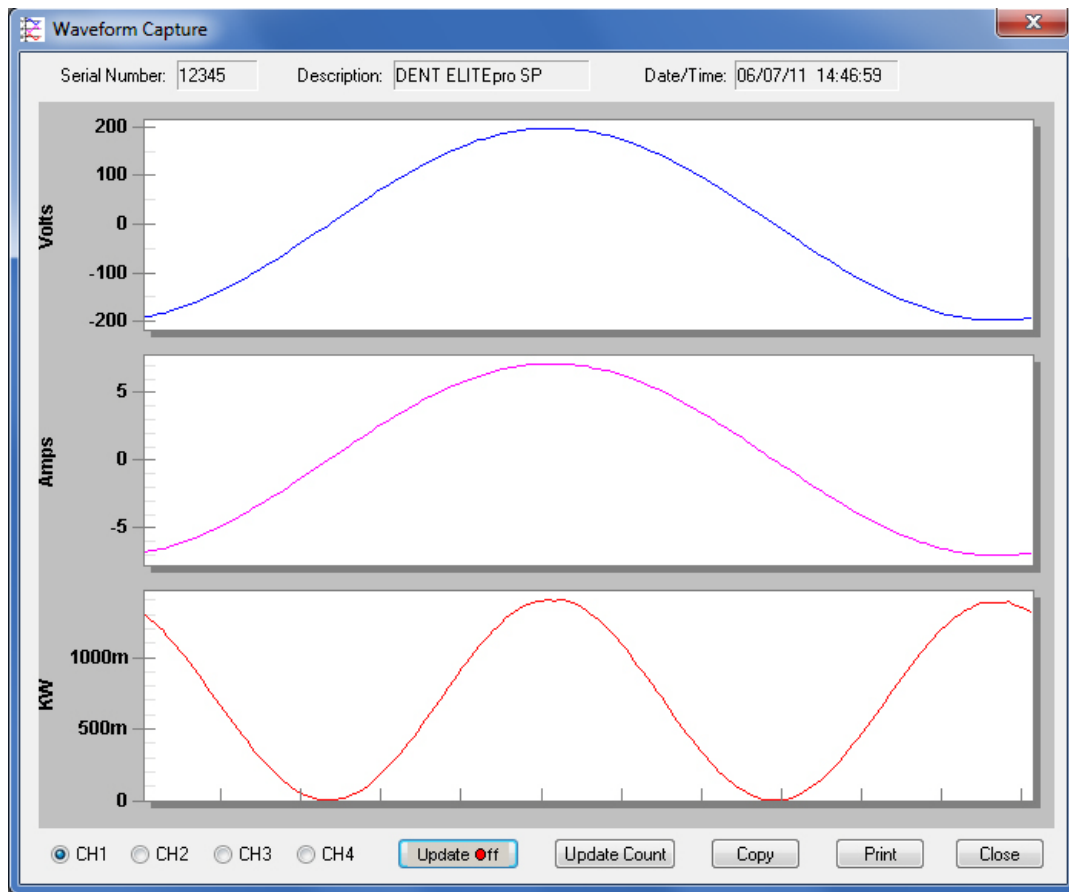 Waveform Capture
Serial Number: 12345 Description: DENT ELITEpro SP Date/Time: 06/07/11 14:46:59
200
100
0
-100
-200
Volts
5
0
-5
Amps
1000m
500m
0
KW
CH1 CH2 CH3 CH4 Update Off Update Count Copy Print Close